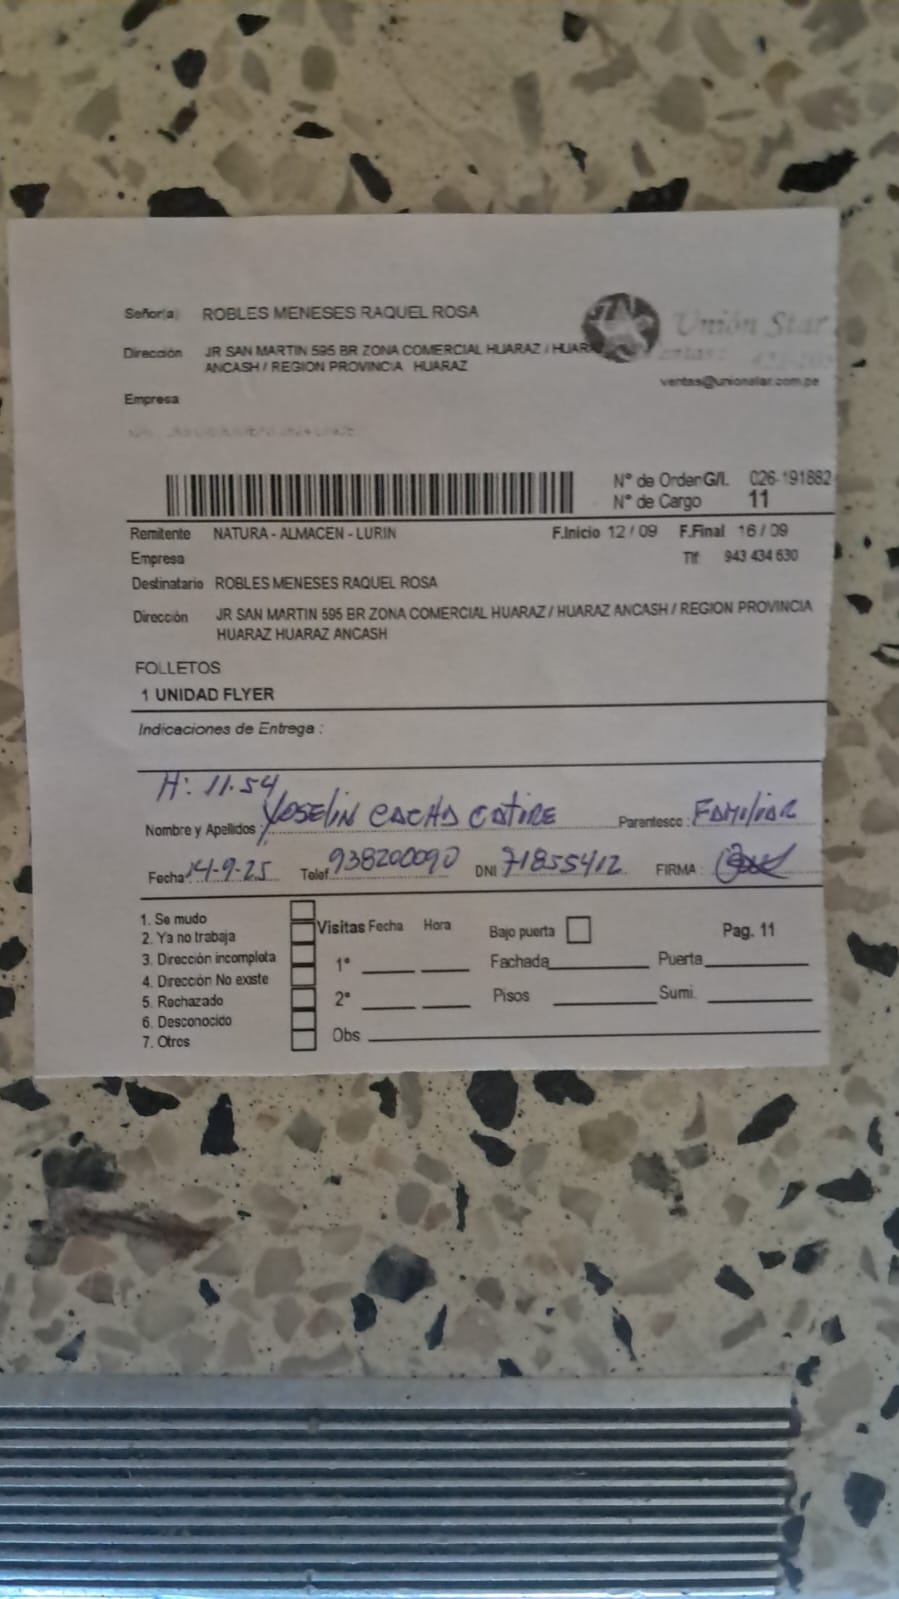 Señor(a) ROBLES MENESES RAQUEL ROSA
Unión Star
Dirección JR SAN MARTIN 595 BR ZONA COMERCIAL HUARAZ / HUAR
ANCASH / REGION PROVINCIA HUARAZ
ventas@unionstar.com.pe
Empresa
N° de Orden G/I. 026-191882
N° de Cargo 11
Remitente NATURA - ALMACEN - LURIN F.Inicio 12 / 09 F.Final 16 / 09
Empresa Tlf: 943 434 630
Destinatario ROBLES MENESES RAQUEL ROSA
Dirección JR SAN MARTIN 595 BR ZONA COMERCIAL HUARAZ / HUARAZ ANCASH / REGION PROVINCIA
HUARAZ HUARAZ ANCASH
FOLLETOS
1 UNIDAD FLYER
Indicaciones de Entrega :
H: 11.54
Nombre y Apellidos Yoselin CACHA Parentesco : FAMiliAR
Fecha 14-9-25 Telef. 938200090 DNI 71855412 FIRMA :
1. Se mudo
2. Ya no trabaja
3. Dirección incompleta
4. Dirección No existe
5. Rechazado
6. Desconocido
7. Otros
Visitas Fecha Hora Bajo puerta Pag. 11
1° Fachada Puerta
2° Pisos Sumi.
Obs